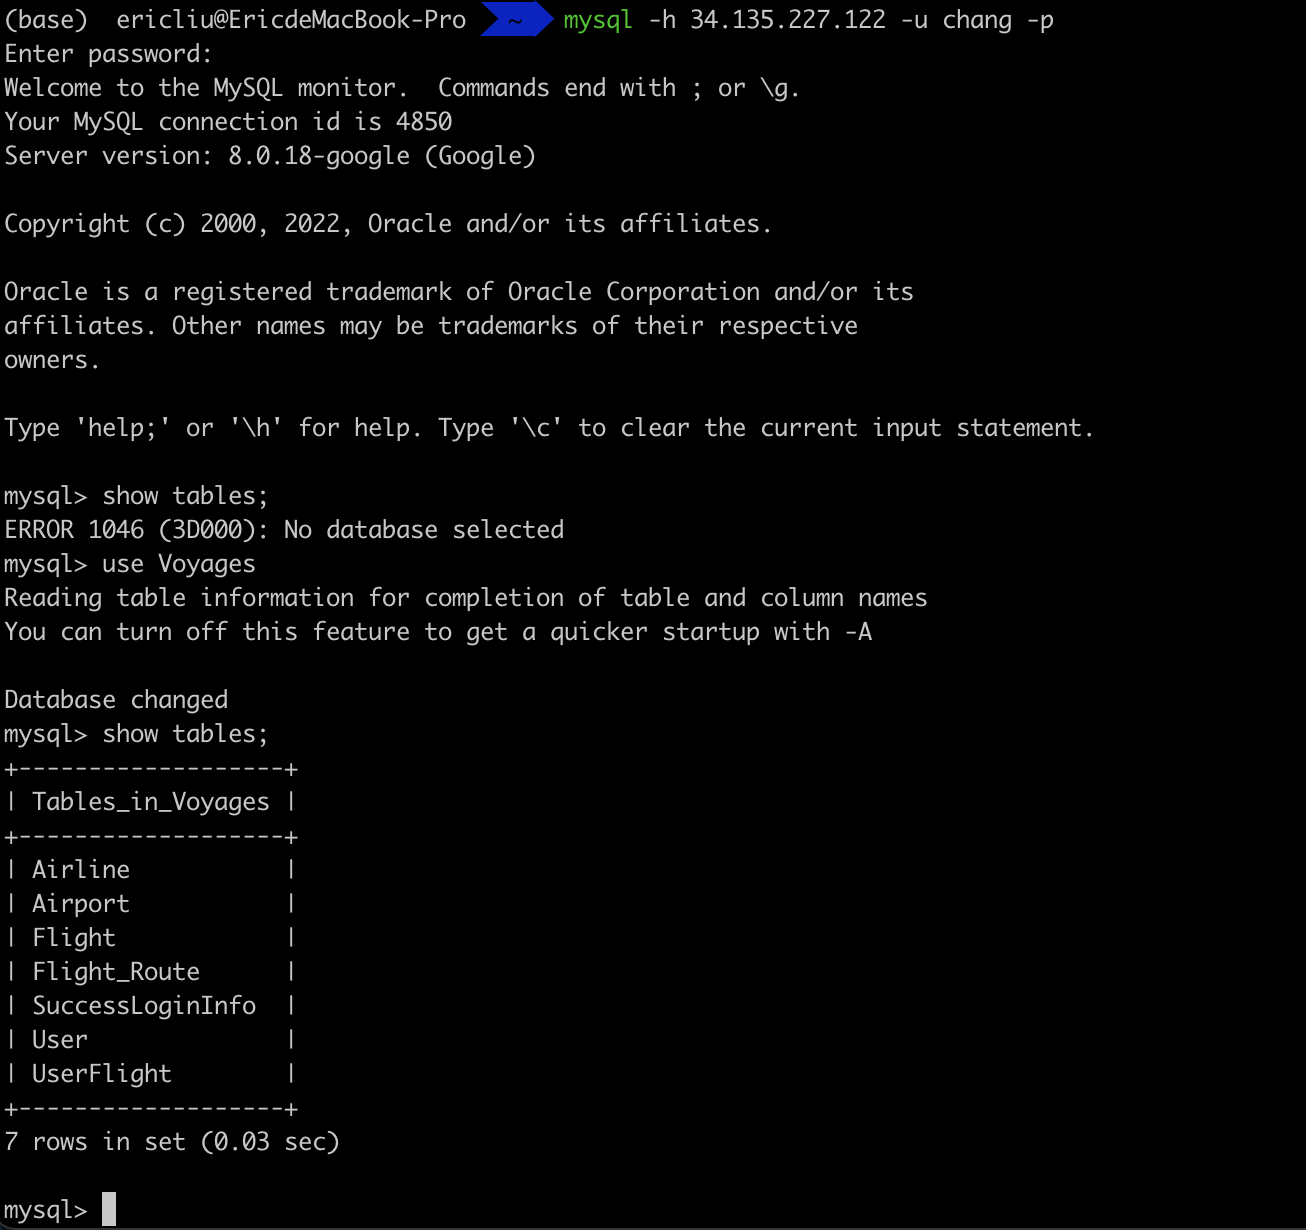 (base)  ericliu@EricdeMacBook-Pro  ~  mysql -h 34.135.227.122 -u chang -p
Enter password:
Welcome to the MySQL monitor.  Commands end with ; or \g.
Your MySQL connection id is 4850
Server version: 8.0.18-google (Google)
Copyright (c) 2000, 2022, Oracle and/or its affiliates.
Oracle is a registered trademark of Oracle Corporation and/or its
affiliates. Other names may be trademarks of their respective
owners.
Type 'help;' or '\h' for help. Type '\c' to clear the current input statement.
mysql> show tables;
ERROR 1046 (3D000): No database selected
mysql> use Voyages
Reading table information for completion of table and column names
You can turn off this feature to get a quicker startup with -A
Database changed
mysql> show tables;
+-------------------+
| Tables_in_Voyages |
+-------------------+
| Airline           |
| Airport           |
| Flight            |
| Flight_Route      |
| SuccessLoginInfo  |
| User              |
| UserFlight        |
+-------------------+
7 rows in set (0.03 sec)
mysql>